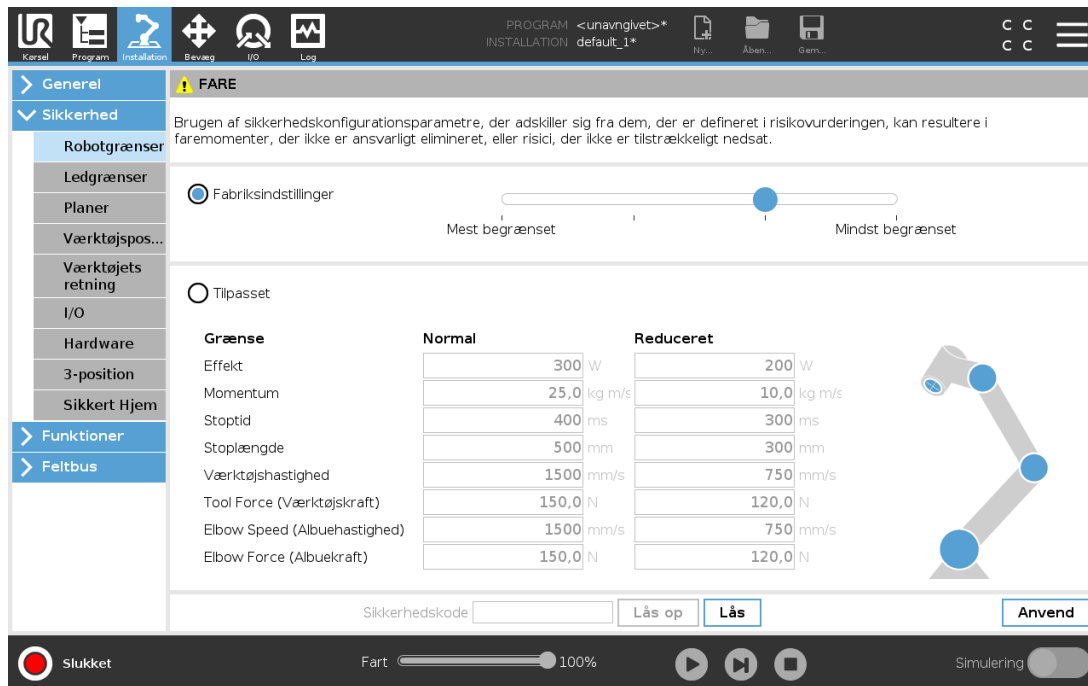 UR
PROGRAM <unavngivet>*
INSTALLATION default_1*
Kørsel Program Installation Bevæg I/O Log Ny... Åben... Gem...
C C
C C
Generel
Sikkerhed
Robotgrænser
Ledgrænser
Planer
Værktøjspos...
Værktøjets
retning
I/O
Hardware
3-position
Sikkert Hjem
Funktioner
Feltbus
FARE
Brugen af sikkerhedskonfigurationsparametre, der adskiller sig fra dem, der er defineret i risikovurderingen, kan resultere i
faremomenter, der ikke er ansvarligt elimineret, eller risici, der ikke er tilstrækkeligt nedsat.
Fabriksindstillinger
Mest begrænset Mindst begrænset
Tilpasset
Grænse Normal Reduceret
Effekt 300 W 200 W
Momentum 25,0 kg m/s 10,0 kg m/s
Stoptid 400 ms 300 ms
Stoplængde 500 mm 300 mm
Værktøjshastighed 1500 mm/s 750 mm/s
Tool Force (Værktøjskraft) 150,0 N 120,0 N
Elbow Speed (Albuehastighed) 1500 mm/s 750 mm/s
Elbow Force (Albuekraft) 150,0 N 120,0 N
Sikkerhedskode Lås op Lås Anvend
Slukket Fart 100% Simulering